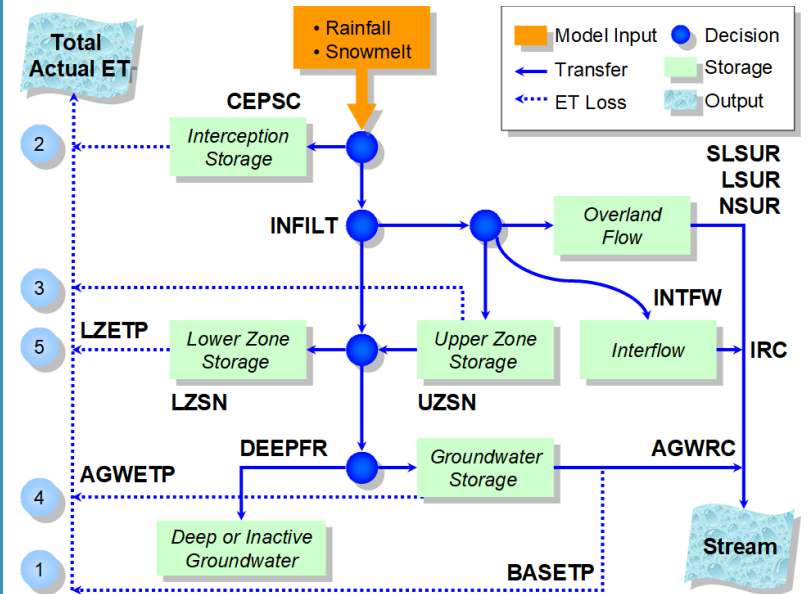 Total
Actual ET
• Rainfall
• Snowmelt
Model Input
Decision
Transfer
Storage
ET Loss
Output
CEPSC
2
Interception
Storage
SLSUR
LSUR
NSUR
INFILT
Overland
Flow
3
INTFW
5
LZETP
Lower Zone
Storage
Upper Zone
Storage
Interflow
IRC
LZSN
UZSN
DEEPFR
AGWETP
Groundwater
Storage
AGWRC
4
Deep or Inactive
Groundwater
Stream
1
BASETP